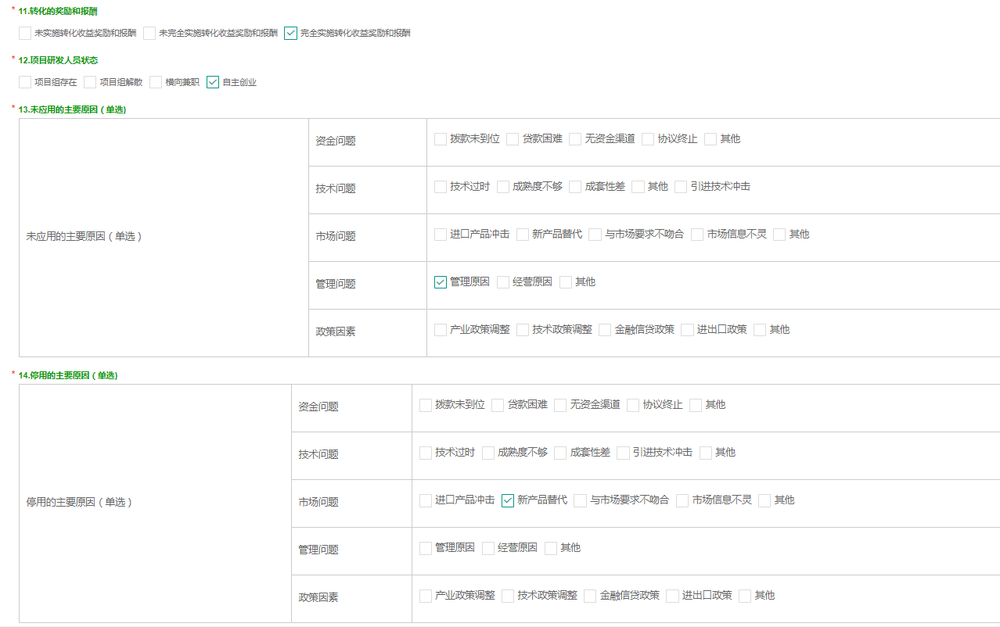 * 11.转化的奖励和报酬
未实施转化收益奖励和报酬 未完全实施转化收益奖励和报酬 完全实施转化收益奖励和报酬
* 12.项目研发人员状态
项目组存在 项目组解散 横向兼职 自主创业
* 13.未应用的主要原因（单选）
资金问题 拨款未到位 贷款困难 无资金渠道 协议终止 其他
技术问题 技术过时 成熟度不够 成套性差 其他 引进技术冲击
未应用的主要原因（单选） 市场问题 进口产品冲击 新产品替代 与市场要求不吻合 市场信息不灵 其他
管理问题 管理原因 经营原因 其他
政策因素 产业政策调整 技术政策调整 金融信贷政策 进出口政策 其他
* 14.停用的主要原因（单选）
资金问题 拨款未到位 贷款困难 无资金渠道 协议终止 其他
技术问题 技术过时 成熟度不够 成套性差 引进技术冲击 其他
停用的主要原因（单选） 市场问题 进口产品冲击 新产品替代 与市场要求不吻合 市场信息不灵 其他
管理问题 管理原因 经营原因 其他
政策因素 产业政策调整 技术政策调整 金融信贷政策 进出口政策 其他